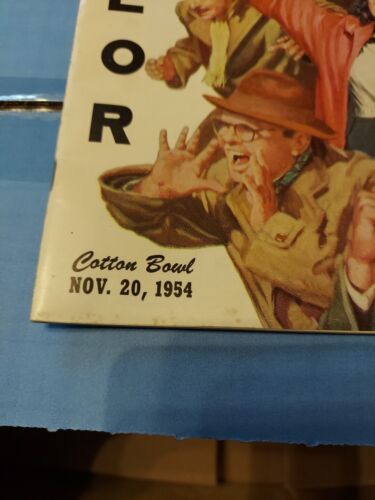 L
O
R
Cotton Bowl
NOV. 20, 1954